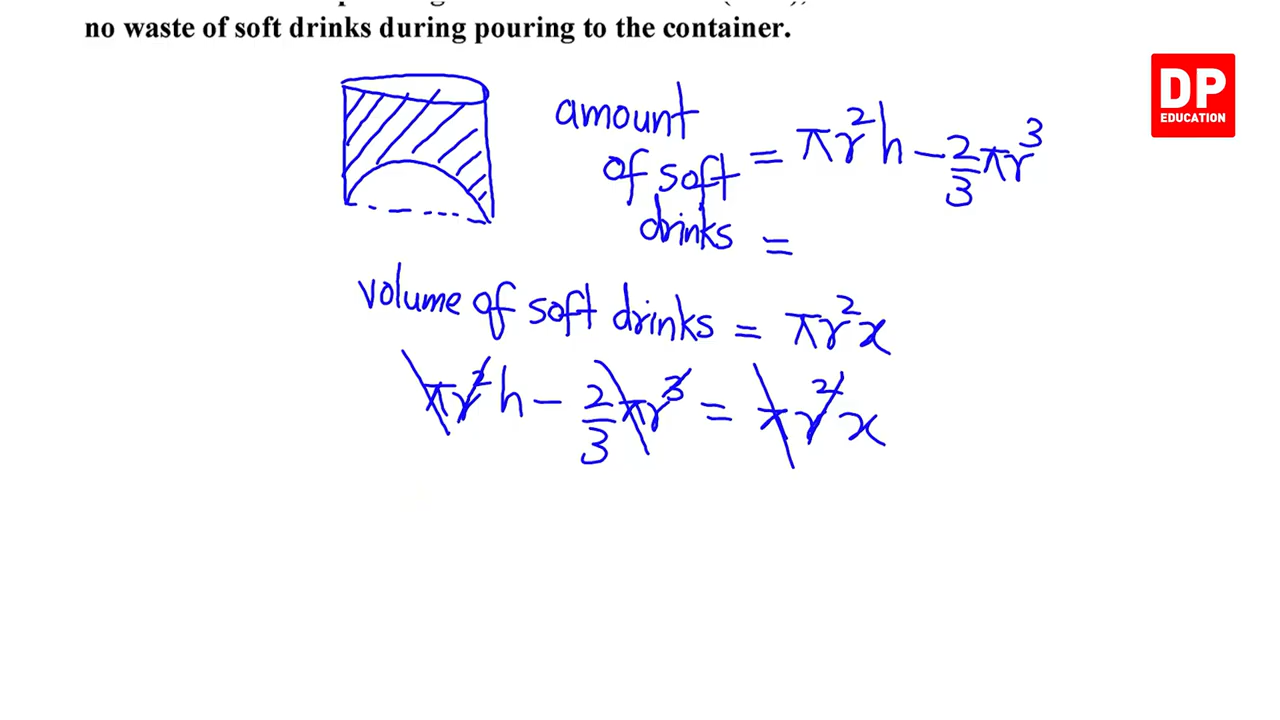 no waste of soft drinks during pouring to the container.
DP
EDUCATION
amount
of soft = πr²h - 2/3 πr³
drinks =
volume of soft drinks = πr²x
πr²h - 2/3 πr³ = πr²x